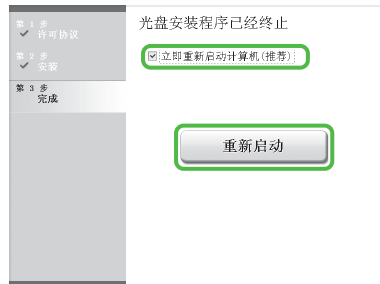 第 1 步
许可协议
第 2 步
安装
第 3 步
完成
光盘安装程序已经终止
立即重新启动计算机(推荐)
重新启动